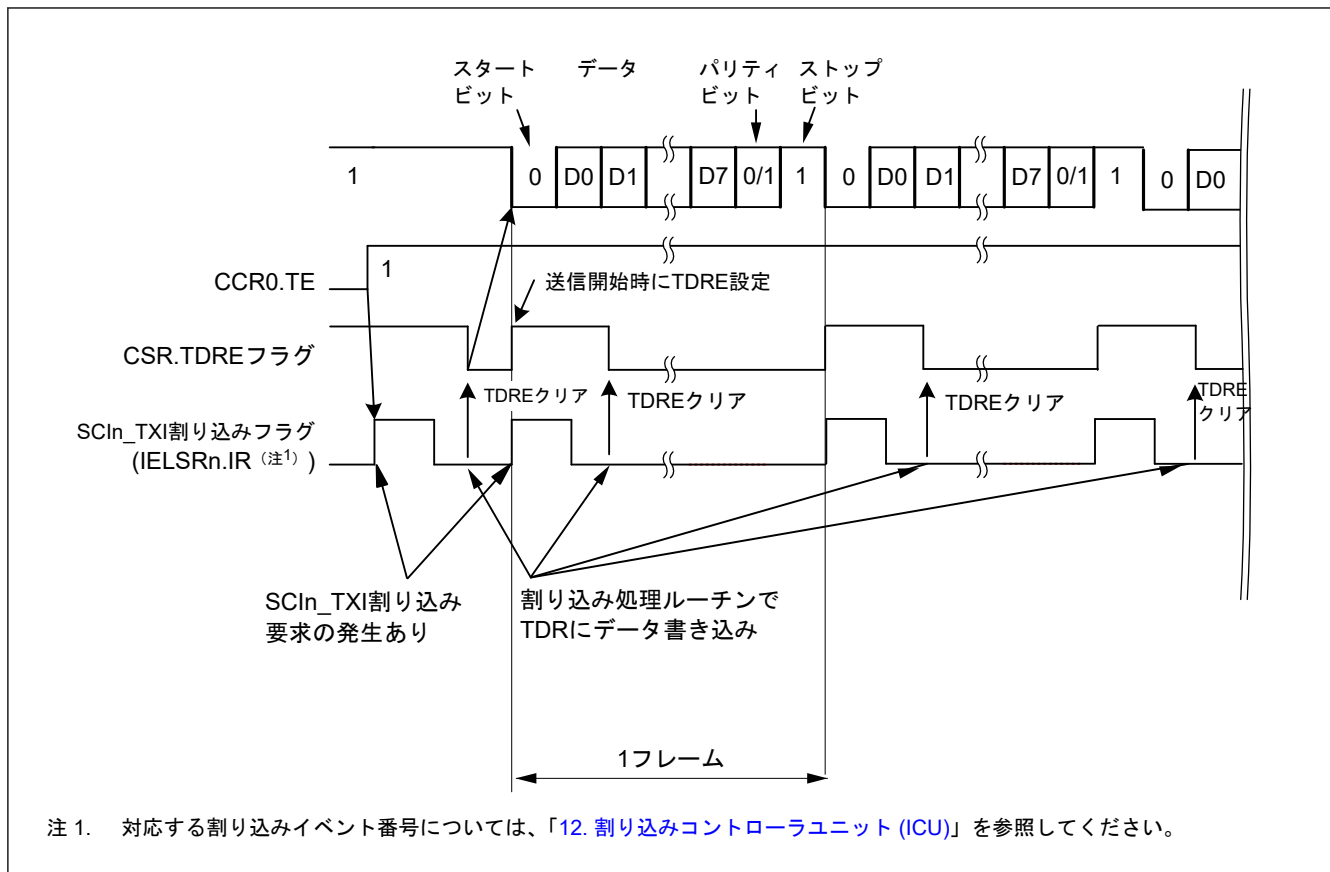 スタート
ビット
データ
パリティ
ビット
ストップ
ビット
1
0
D0
D1
D7
0/1
1
0
D0
D1
D7
0/1
1
0
D0
CCR0.TE
1
送信開始時にTDRE設定
CSR.TDREフラグ
TDREクリア
TDREクリア
TDREクリア
TDRE
クリア
SCIn_TXI割り込みフラグ
(IELSRn.IR（注1）)
SCIn_TXI割り込み
要求の発生あり
割り込み処理ルーチンで
TDRにデータ書き込み
1フレーム
注 1. 対応する割り込みイベント番号については、「12. 割り込みコントローラユニット (ICU)」を参照してください。